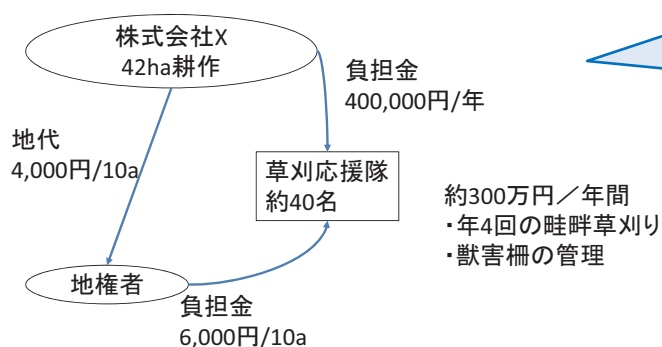 株式会社X
42ha耕作
負担金
400,000円/年
地代
4,000円/10a
草刈応援隊
約40名
約300万円／年間
・年4回の畦畔草刈り
・獣害柵の管理
地権者
負担金
6,000円/10a